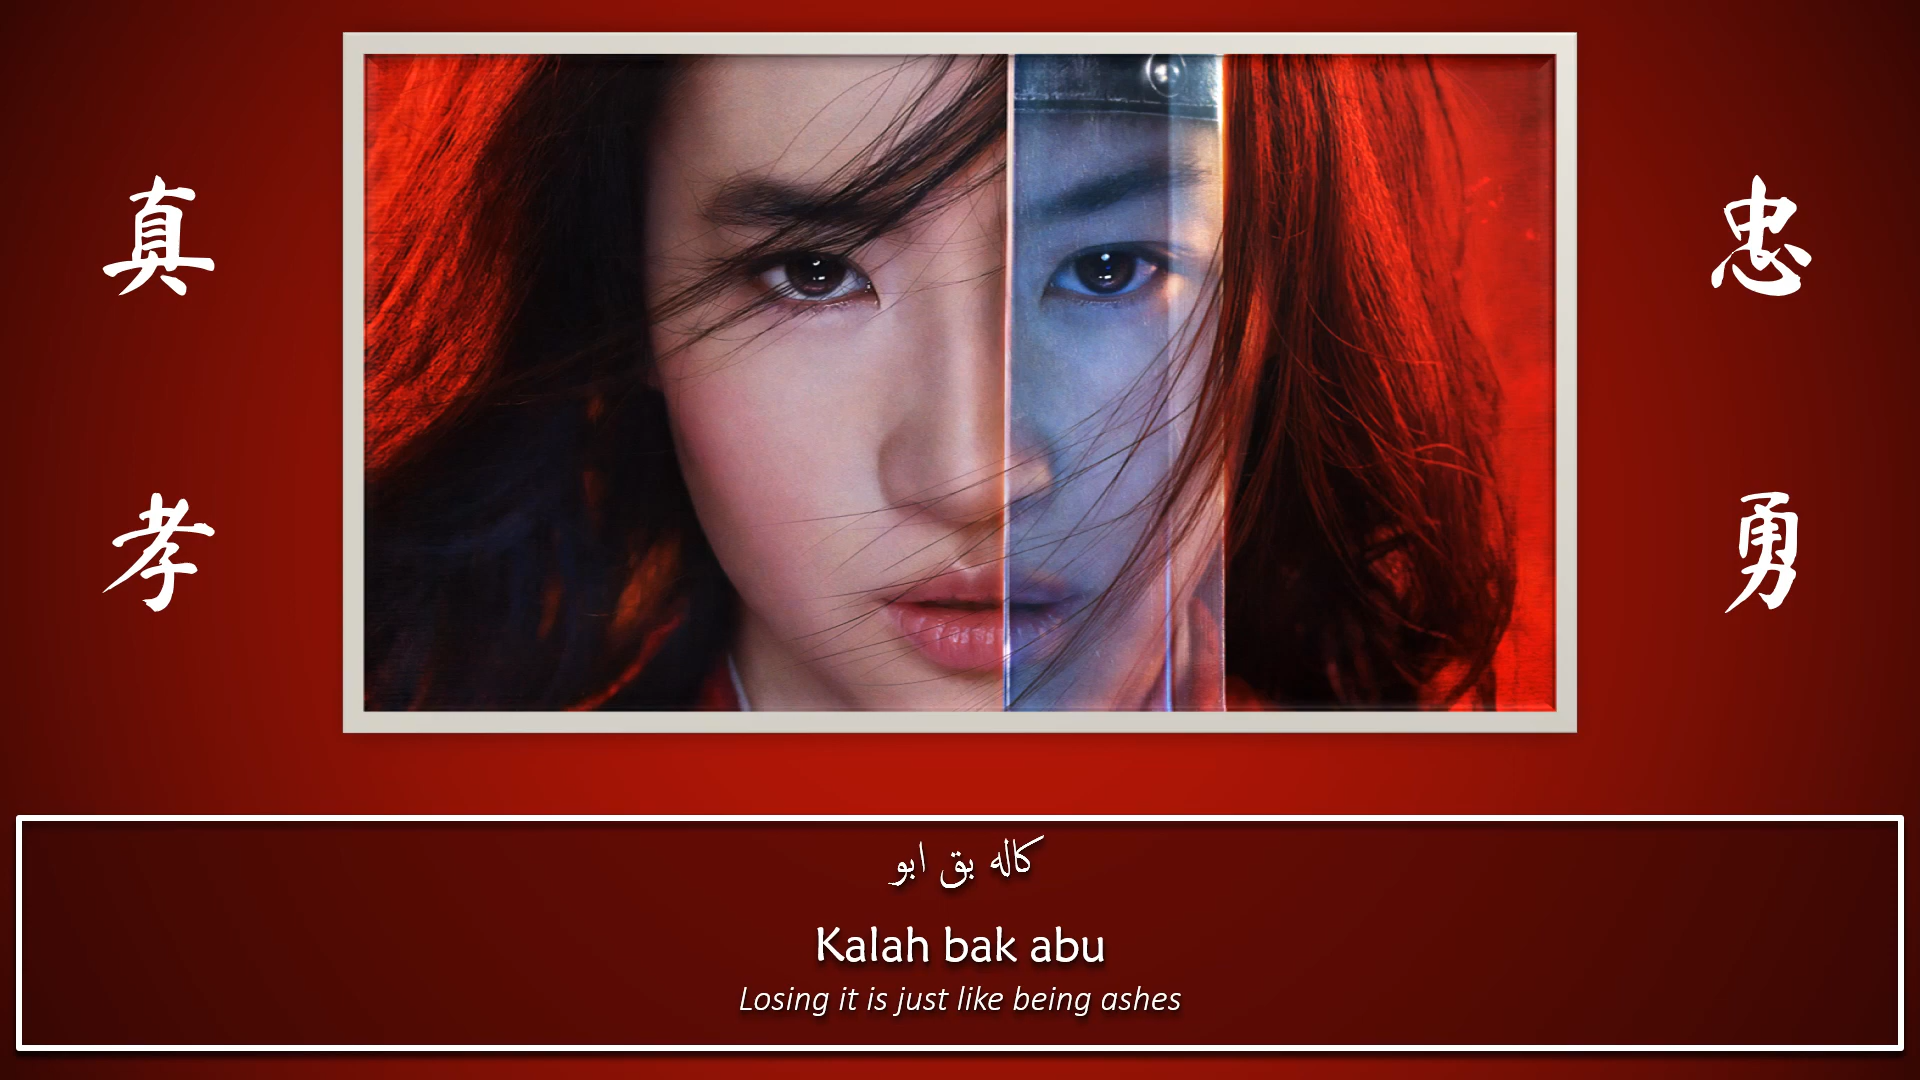 真
孝
忠
勇
كاله بق ابو
Kalah bak abu
Losing it is just like being ashes